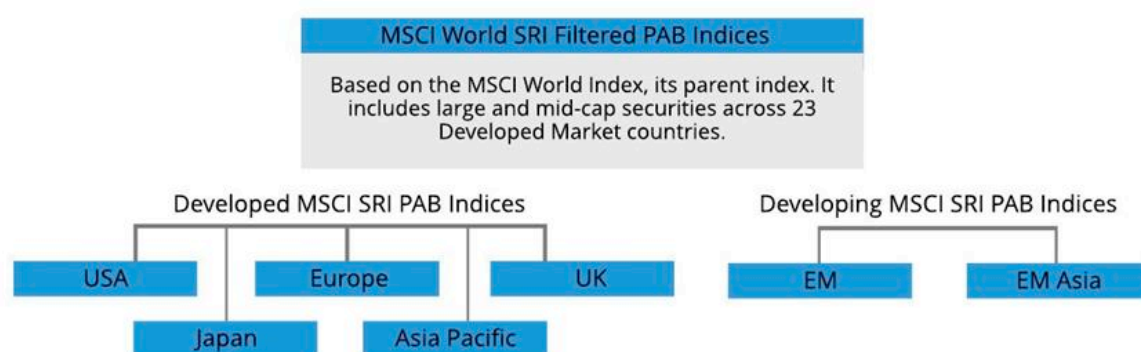 MSCI World SRI Filtered PAB Indices
Based on the MSCI World Index, its parent index. It
includes large and mid-cap securities across 23
Developed Market countries.
Developed MSCI SRI PAB Indices
Developing MSCI SRI PAB Indices
USA
Europe
UK
EM
EM Asia
Japan
Asia Pacific